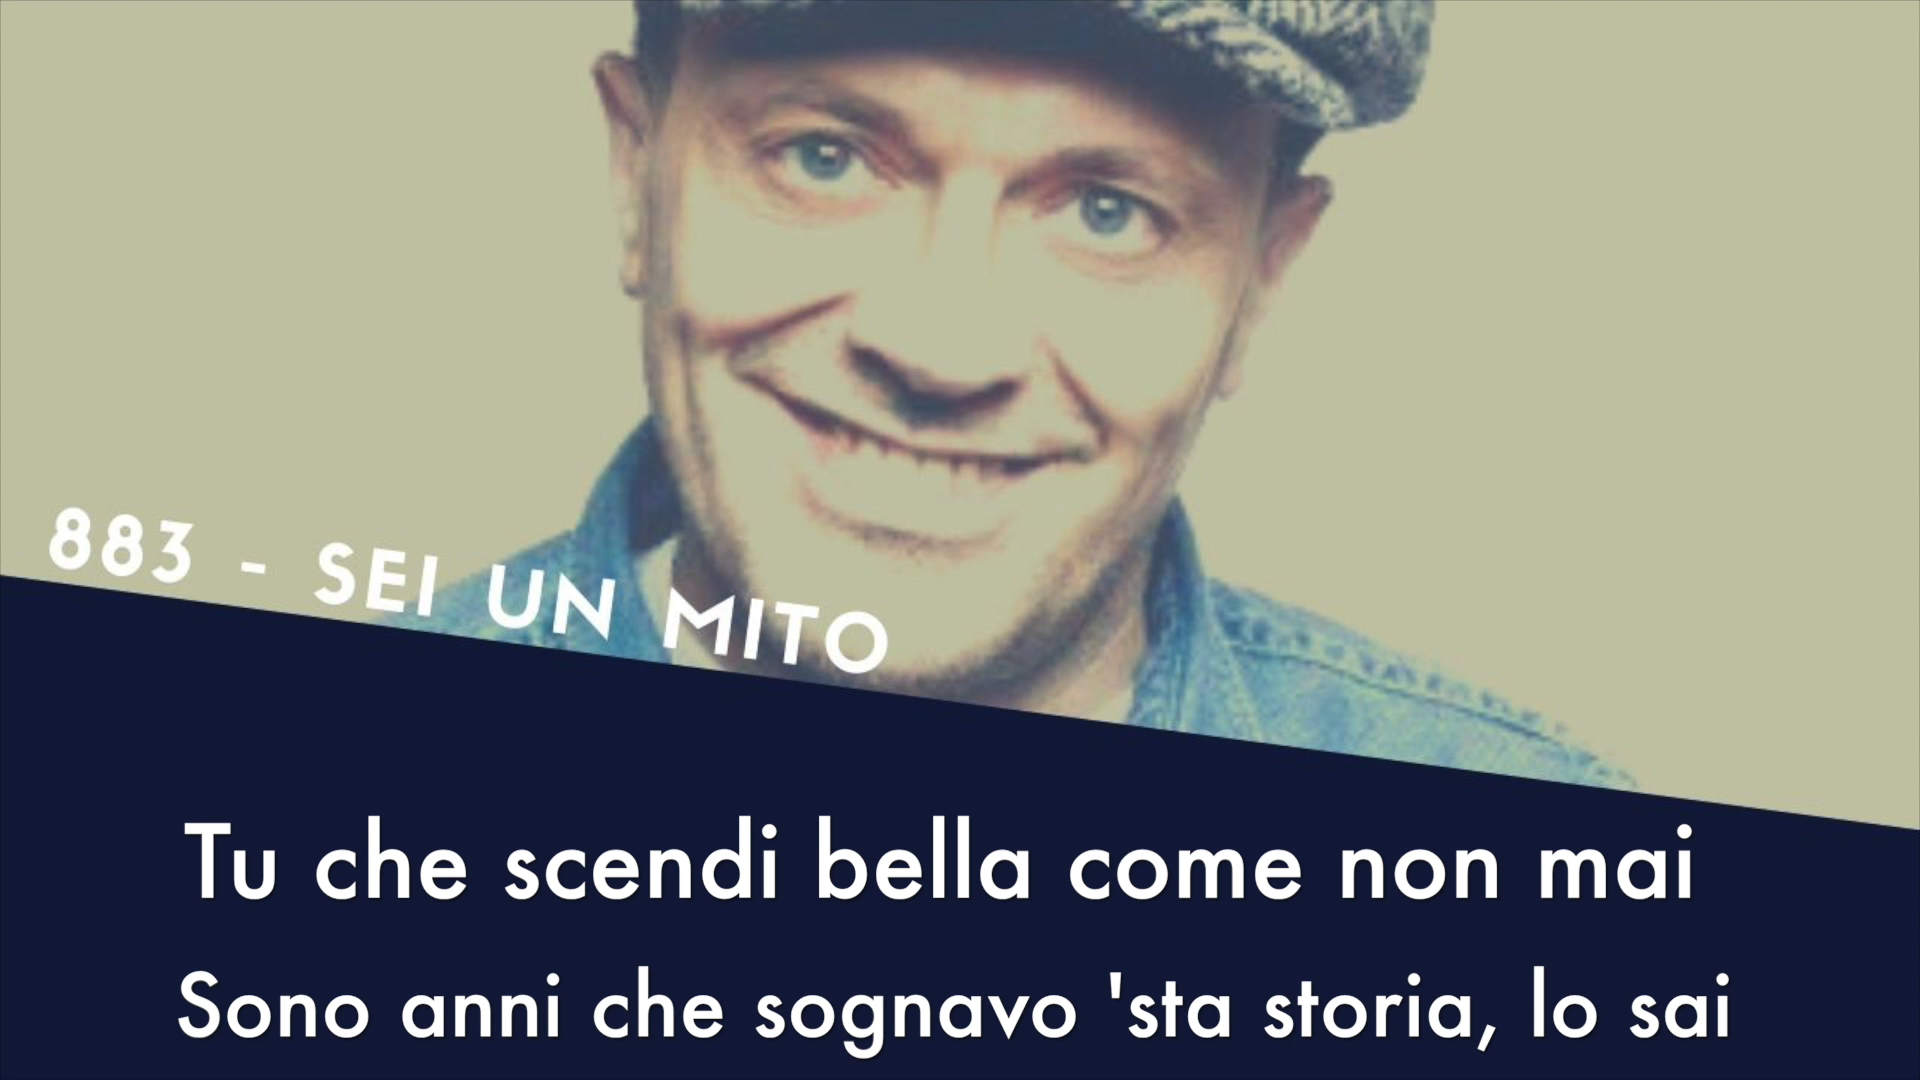 883 - SEI UN MITO
Tu che scendi bella come non mai
Sono anni che sognavo 'sta storia, lo sai